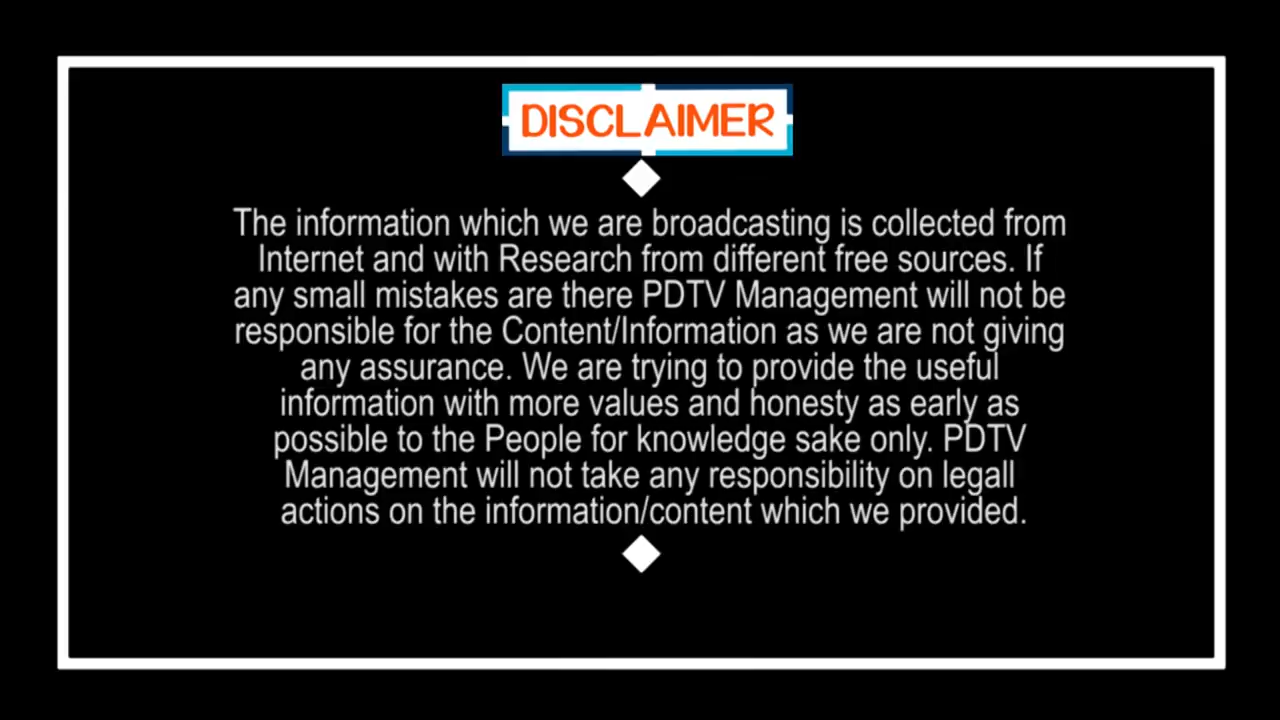 DISCLAIMER
The information which we are broadcasting is collected from
Internet and with Research from different free sources. If
any small mistakes are there PDTV Management will not be
responsible for the Content/Information as we are not giving
any assurance. We are trying to provide the useful
information with more values and honesty as early as
possible to the People for knowledge sake only. PDTV
Management will not take any responsibility on legall
actions on the information/content which we provided.